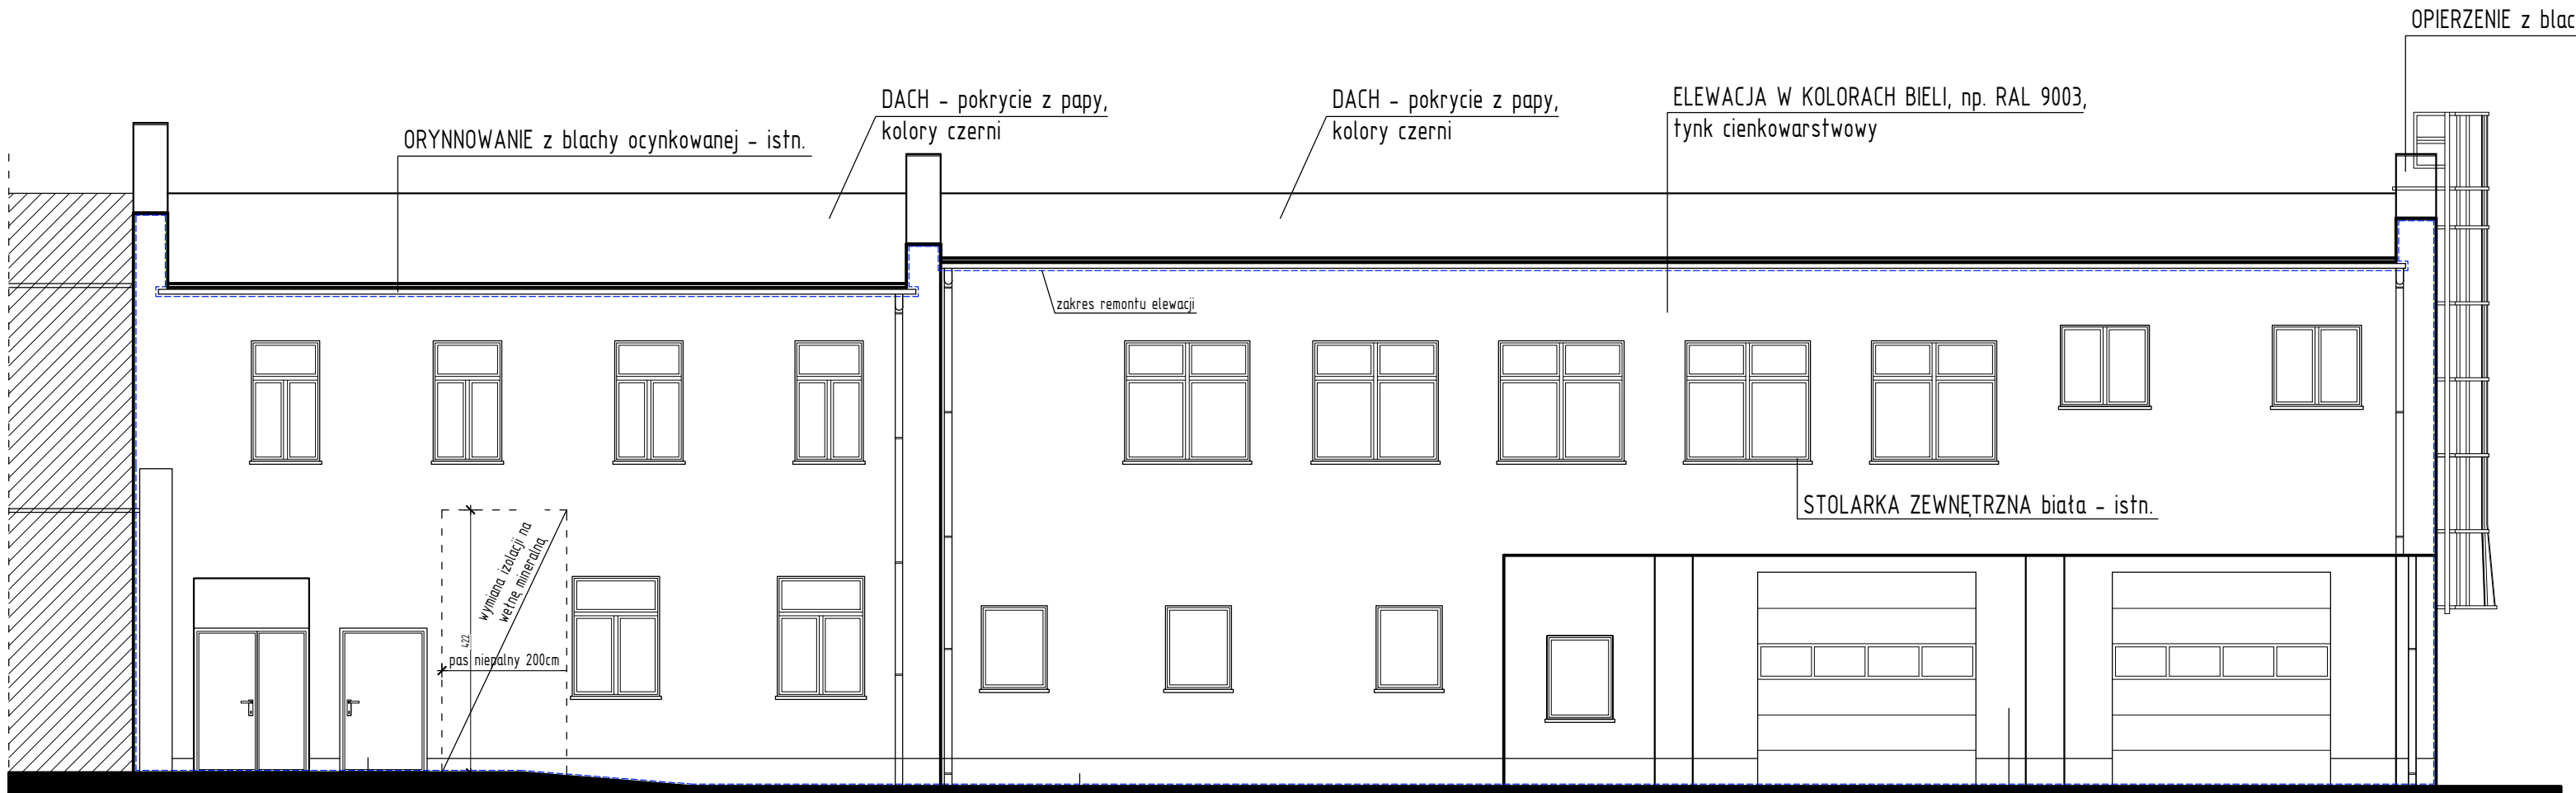 OPIERZENIE z blac
DACH - pokrycie z papy,
kolory czerni
DACH - pokrycie z papy,
kolory czerni
ELEWACJA W KOLORACH BIELI, np. RAL 9003,
tynk cienkowarstwowy
ORYNNOWANIE z blachy ocynkowanej - istn.
zakres remontu elewacji
STOLARKA ZEWNĘTRZNA biała - istn.
wymiana izolacji na
wełnę mineralną
422
pas niepalny 200cm